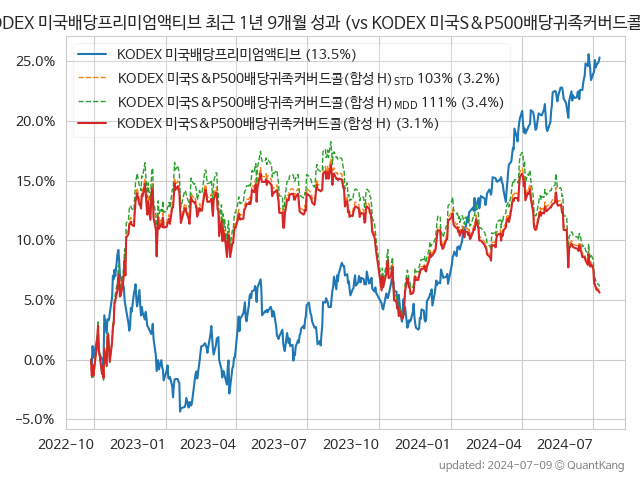 ODEX 미국배당프리미엄액티브 최근 1년 9개월 성과 (vs KODEX 미국S&P500배당귀족커버드콜
KODEX 미국배당프리미엄액티브 (13.5%)
KODEX 미국S&P500배당귀족커버드콜(합성 H) STD 103% (3.2%)
KODEX 미국S&P500배당귀족커버드콜(합성 H) MDD 111% (3.4%)
KODEX 미국S&P500배당귀족커버드콜(합성 H) (3.1%)
25.0%
20.0%
15.0%
10.0%
5.0%
0.0%
−5.0%
2022-10 2023-01 2023-04 2023-07 2023-10 2024-01 2024-04 2024-07
updated: 2024-07-09 © QuantKang